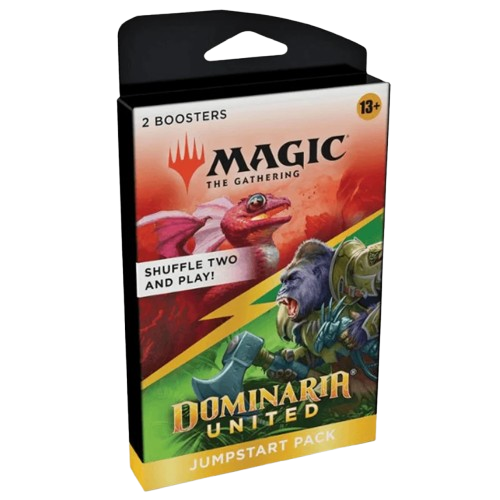 2 BOOSTERS
13+
MAGIC
THE GATHERING
SHUFFLE TWO
AND PLAY!
DOMINARIA®
UNITED
JUMPSTART PACK